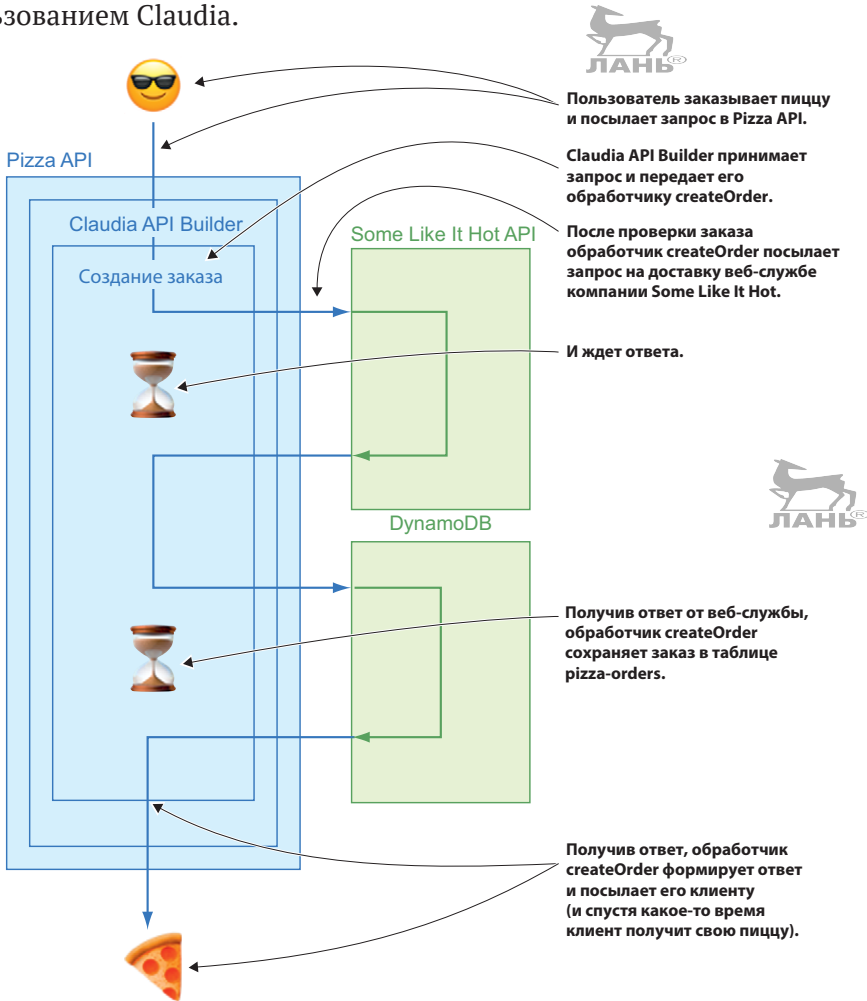 ьзованием Claudia.
ЛАНЬ®
Пользователь заказывает пиццу
и посылает запрос в Pizza API.
Pizza API
Claudia API Builder принимает
запрос и передает его
обработчику createOrder.
Claudia API Builder
Some Like It Hot API
После проверки заказа
обработчик createOrder посылает
запрос на доставку веб-службе
компании Some Like It Hot.
Создание заказа
И ждет ответа.
ЛАНЬ®
DynamoDB
Получив ответ от веб-службы,
обработчик createOrder
сохраняет заказ в таблице
pizza-orders.
Получив ответ, обработчик
createOrder формирует ответ
и посылает его клиенту
(и спустя какое-то время
клиент получит свою пиццу).